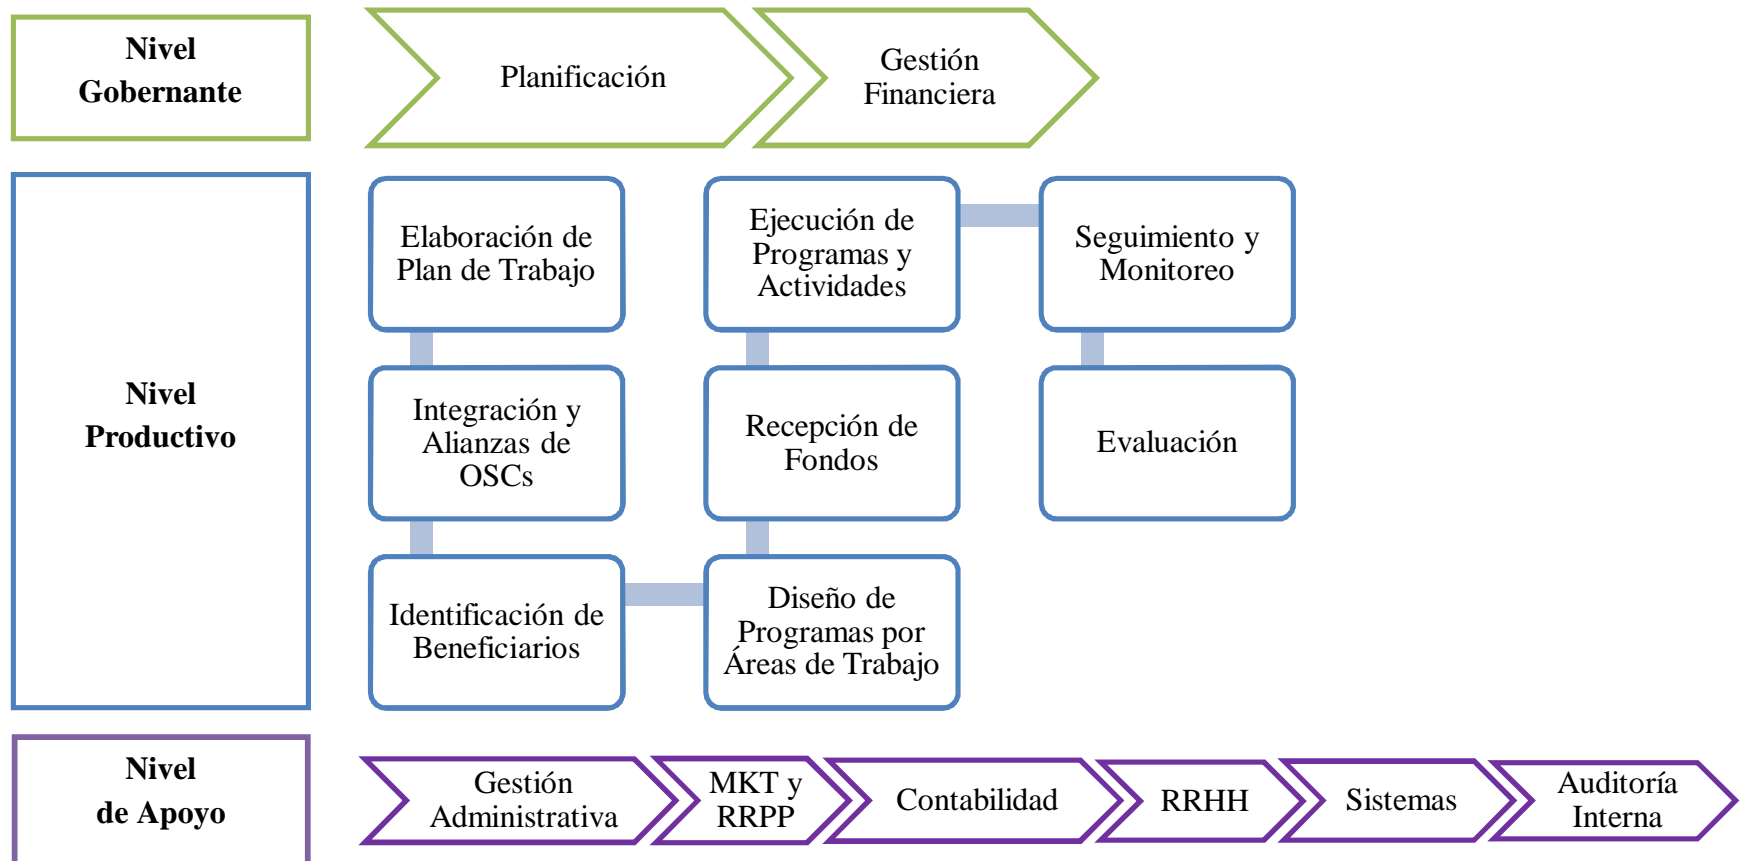 Nivel
Gobernante
Planificación
Gestión
Financiera
Nivel
Productivo
Elaboración de
Plan de Trabajo
Integración y
Alianzas de
OSCs
Identificación de
Beneficiarios
Diseño de
Programas por
Áreas de Trabajo
Recepción de
Fondos
Ejecución de
Programas y
Actividades
Seguimiento y
Monitoreo
Evaluación
Nivel
de Apoyo
Gestión
Administrativa
MKT y
RRPP
Contabilidad
RRHH
Sistemas
Auditoría
Interna